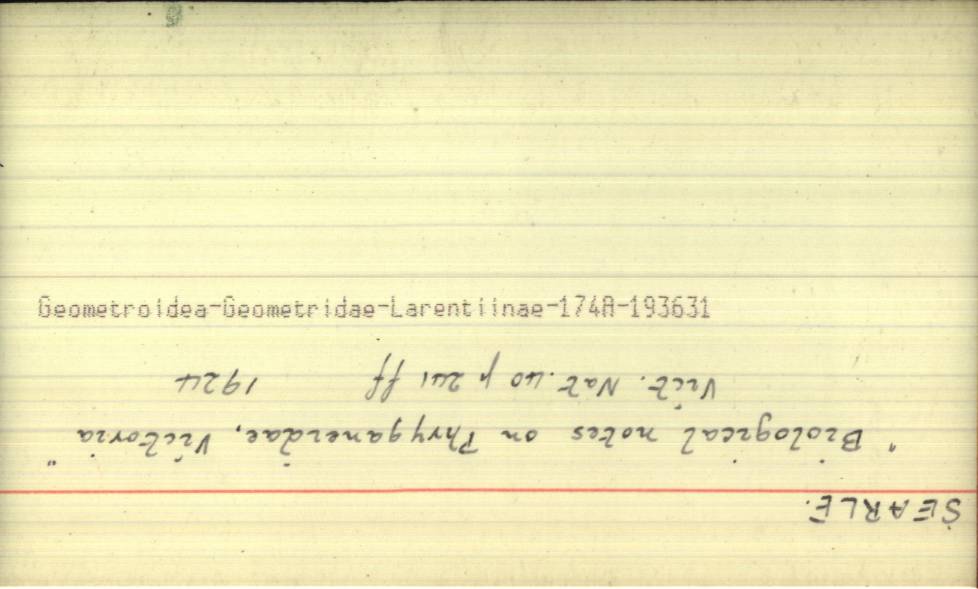 Geometroidea-Geometridae-Larentiinae-174A-193631
SEARLE.
"Biological notes on Phryganeidae, Victoria"
Vict. Nat. 40 p 241 ff 1924